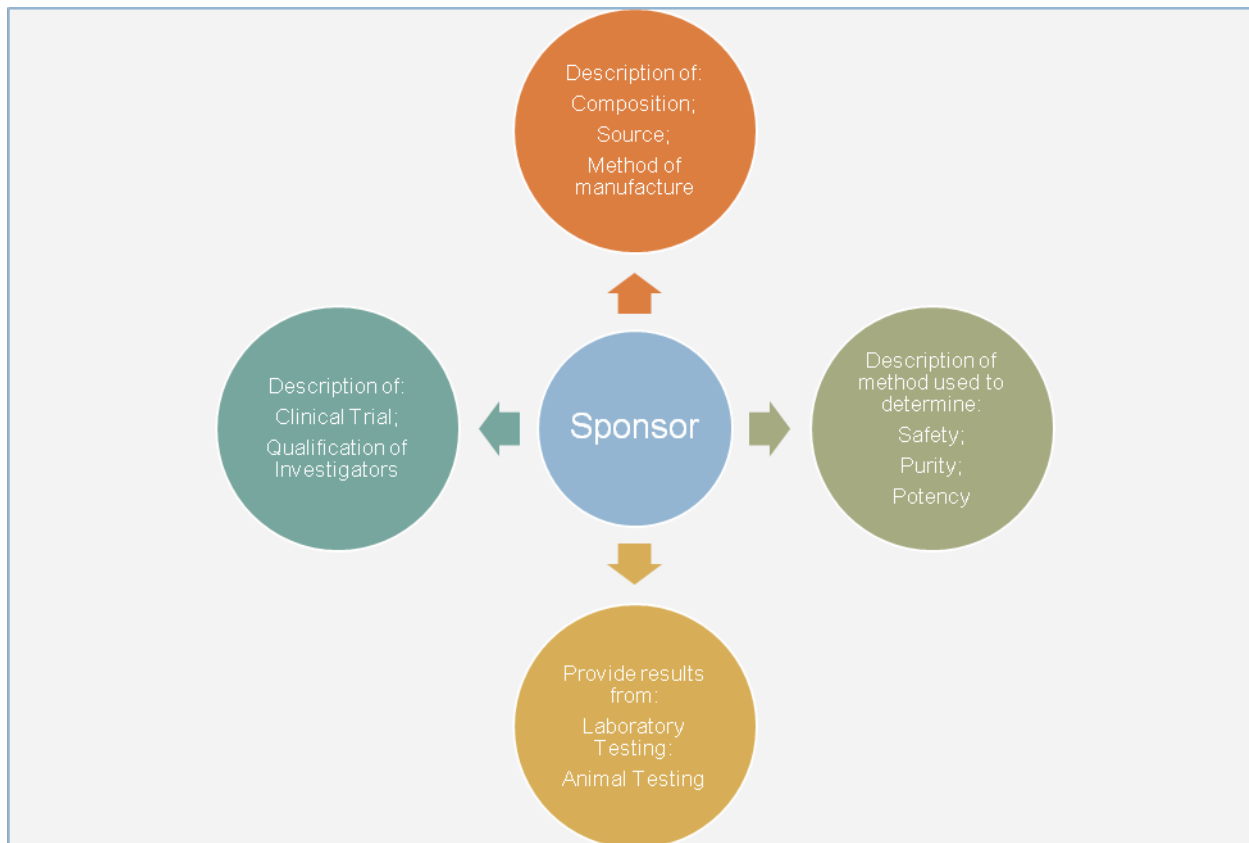 Description of:
Composition;
Source;
Method of
manufacture
Description of:
Clinical Trial;
Qualification of
Investigators
Sponsor
Description of
method used to
determine:
Safety;
Purity;
Potency
Provide results
from:
Laboratory
Testing:
Animal Testing